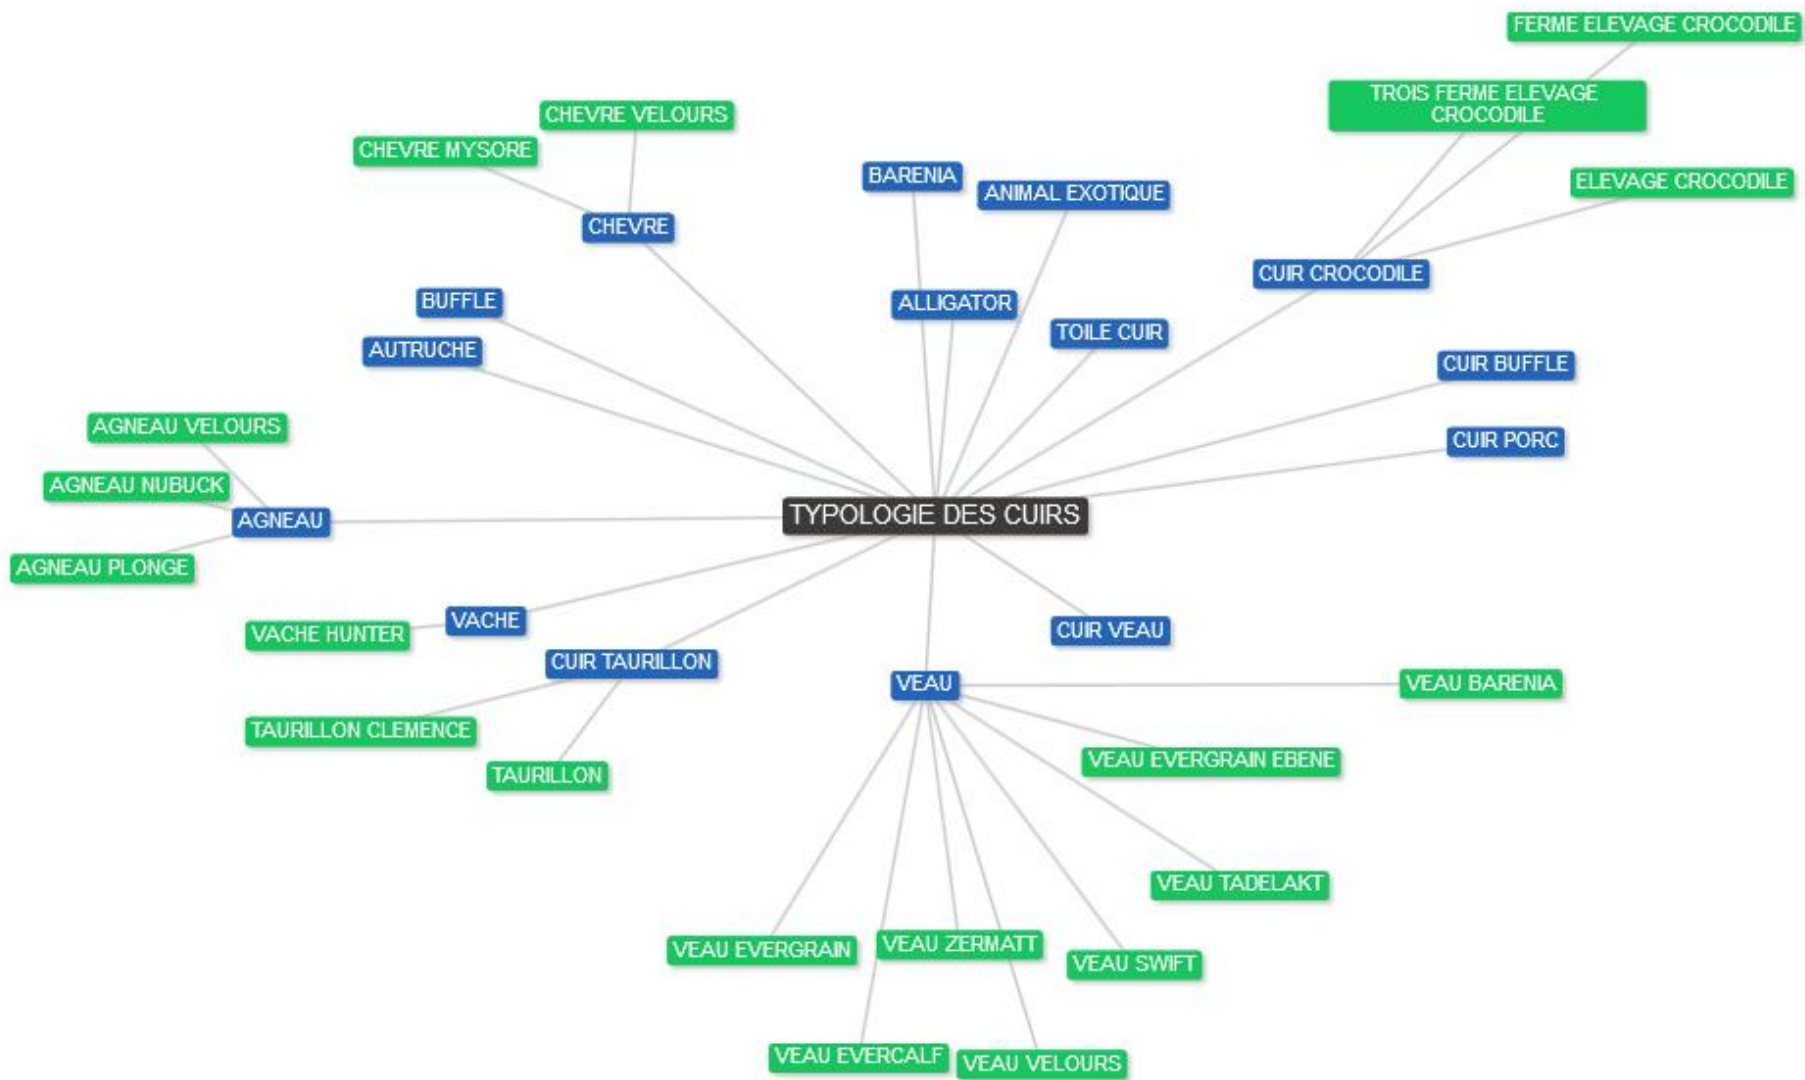 FERME ELEVAGE CROCODILE
TROIS FERME ELEVAGE
CROCODILE
CHEVRE VELOURS
CHEVRE MYSORE
BARENIA
ANIMAL EXOTIQUE
ELEVAGE CROCODILE
CHEVRE
CUIR CROCODILE
BUFFLE
ALLIGATOR
TOILE CUIR
AUTRUCHE
CUIR BUFFLE
AGNEAU VELOURS
CUIR PORC
AGNEAU NUBUCK
AGNEAU
TYPOLOGIE DES CUIRS
AGNEAU PLONGE
VACHE
VACHE HUNTER
CUIR VEAU
CUIR TAURILLON
VEAU
VEAU BARENIA
TAURILLON CLEMENCE
TAURILLON
VEAU EVERGRAIN EBENE
VEAU TADELAKT
VEAU EVERGRAIN
VEAU ZERMATT
VEAU SWIFT
VEAU EVERCALF
VEAU VELOURS